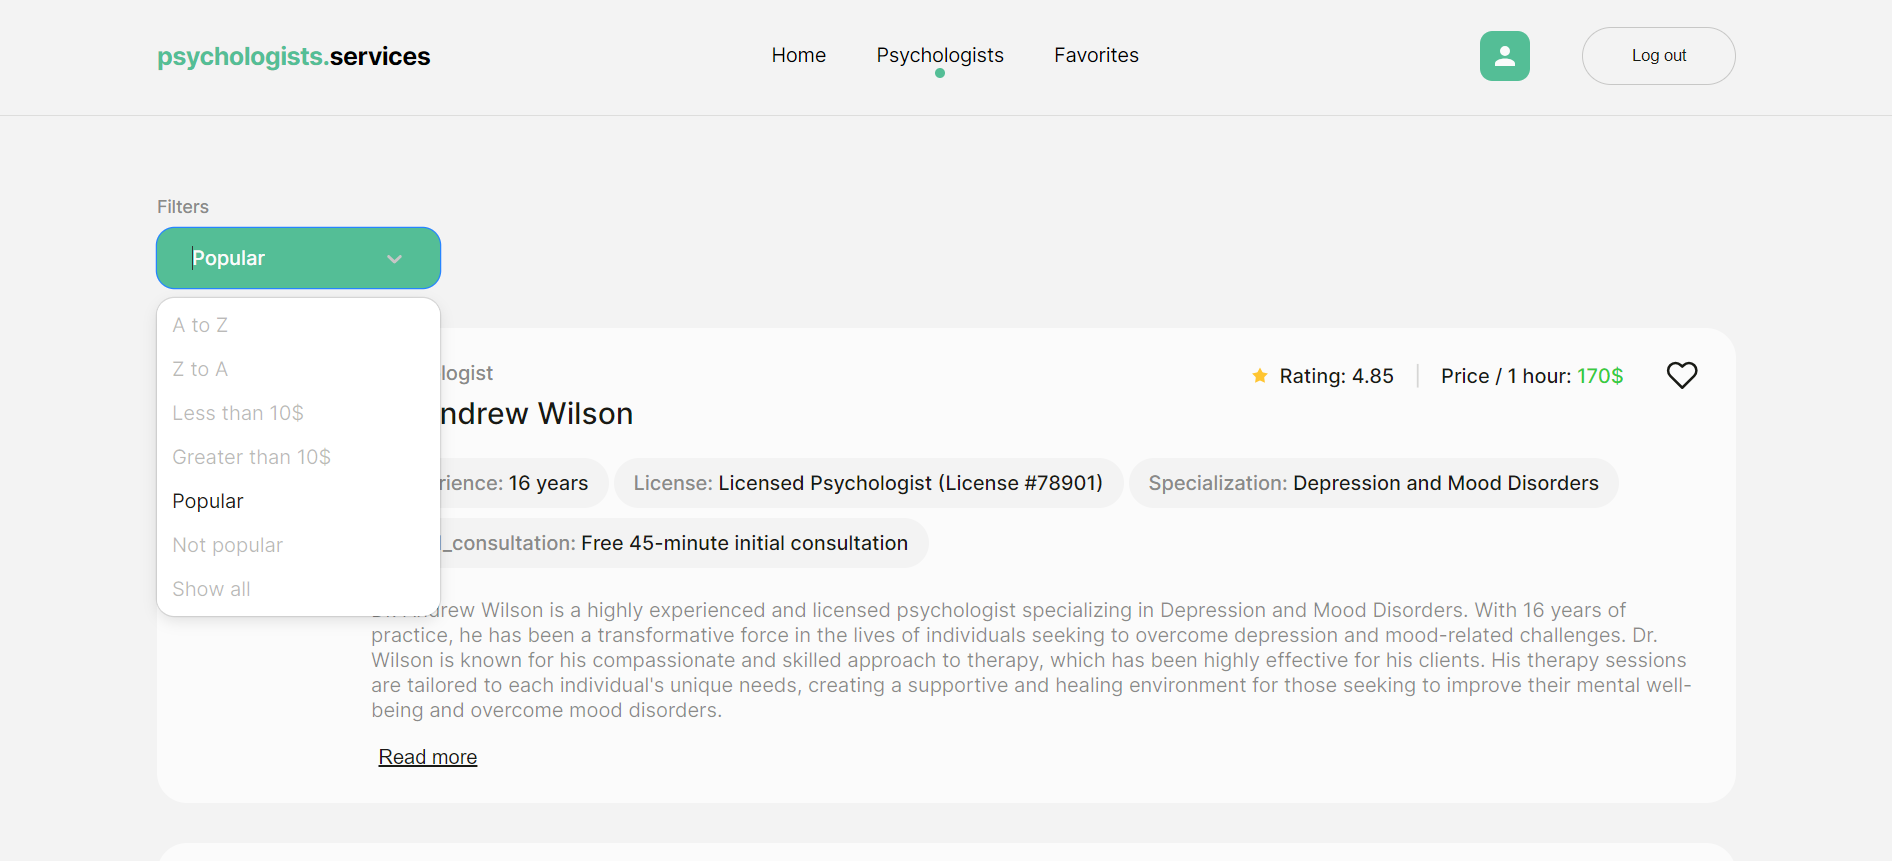 psychologists.services
Home
Psychologists
Favorites
Log out
Filters
Popular
A to Z
Z to A
Less than 10$
Greater than 10$
Popular
Not popular
Show all
logist
Rating: 4.85
Price / 1 hour: 170$
ndrew Wilson
rience: 16 years
License: Licensed Psychologist (License #78901)
Specialization: Depression and Mood Disorders
_consultation: Free 45-minute initial consultation
Andrew Wilson is a highly experienced and licensed psychologist specializing in Depression and Mood Disorders. With 16 years of
practice, he has been a transformative force in the lives of individuals seeking to overcome depression and mood-related challenges. Dr.
Wilson is known for his compassionate and skilled approach to therapy, which has been highly effective for his clients. His therapy sessions
are tailored to each individual's unique needs, creating a supportive and healing environment for those seeking to improve their mental well-
being and overcome mood disorders.
Read more